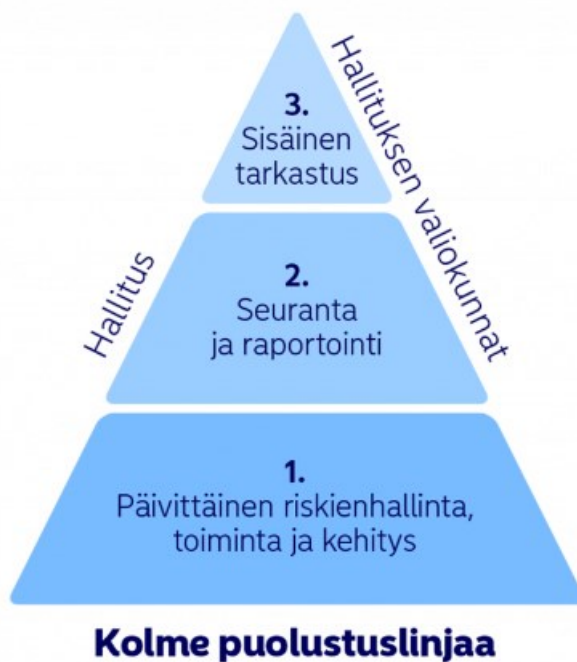 3.
Sisäinen
tarkastus
Hallituksen valiokunnat
Hallitus
2.
Seuranta
ja raportointi
1.
Päivittäinen riskienhallinta,
toiminta ja kehitys
Kolme puolustuslinjaa